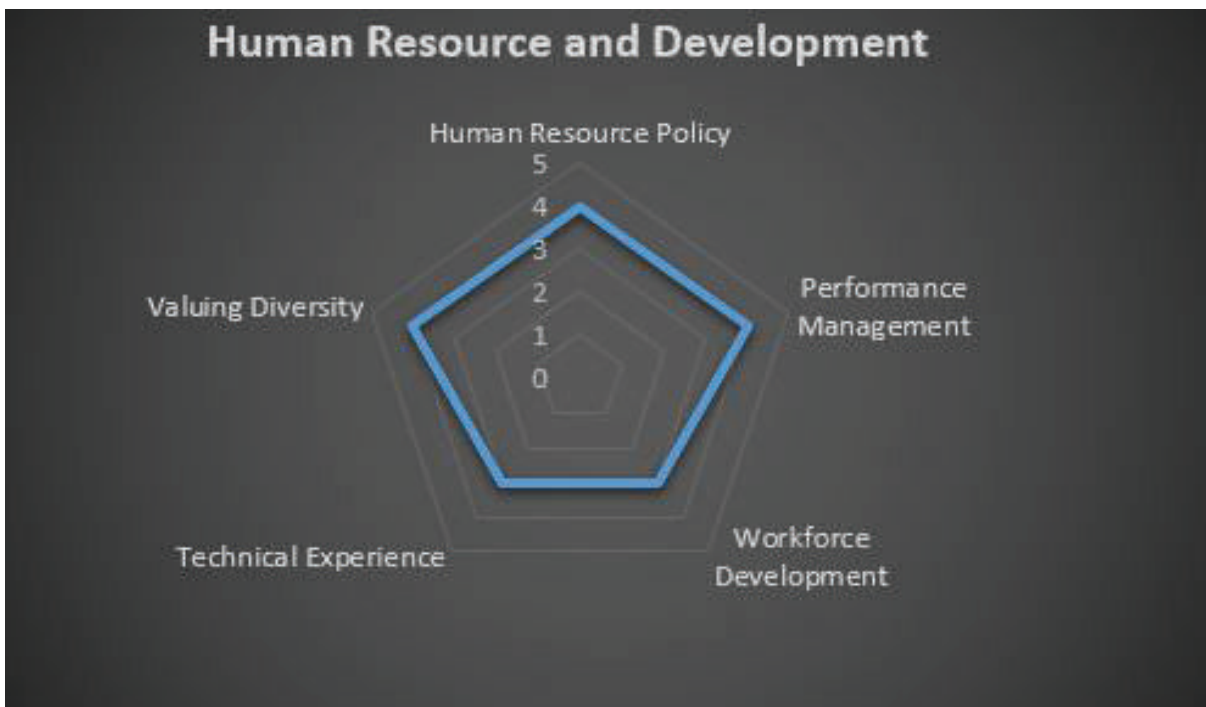 Human Resource and Development
Human Resource Policy
5
4
3
2
1
0
Performance
Management
Valuing Diversity
Workforce
Development
Technical Experience